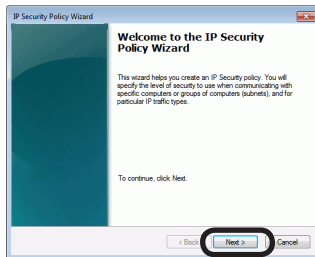 IP Security Policy Wizard
Welcome to the IP Security
Policy Wizard
This wizard helps you create an IP Security policy. You will
specify the level of security to use when communicating with
specific computers or groups of computers (subnets), and for
particular IP traffic types.
To continue, click Next.
< Back Next > Cancel